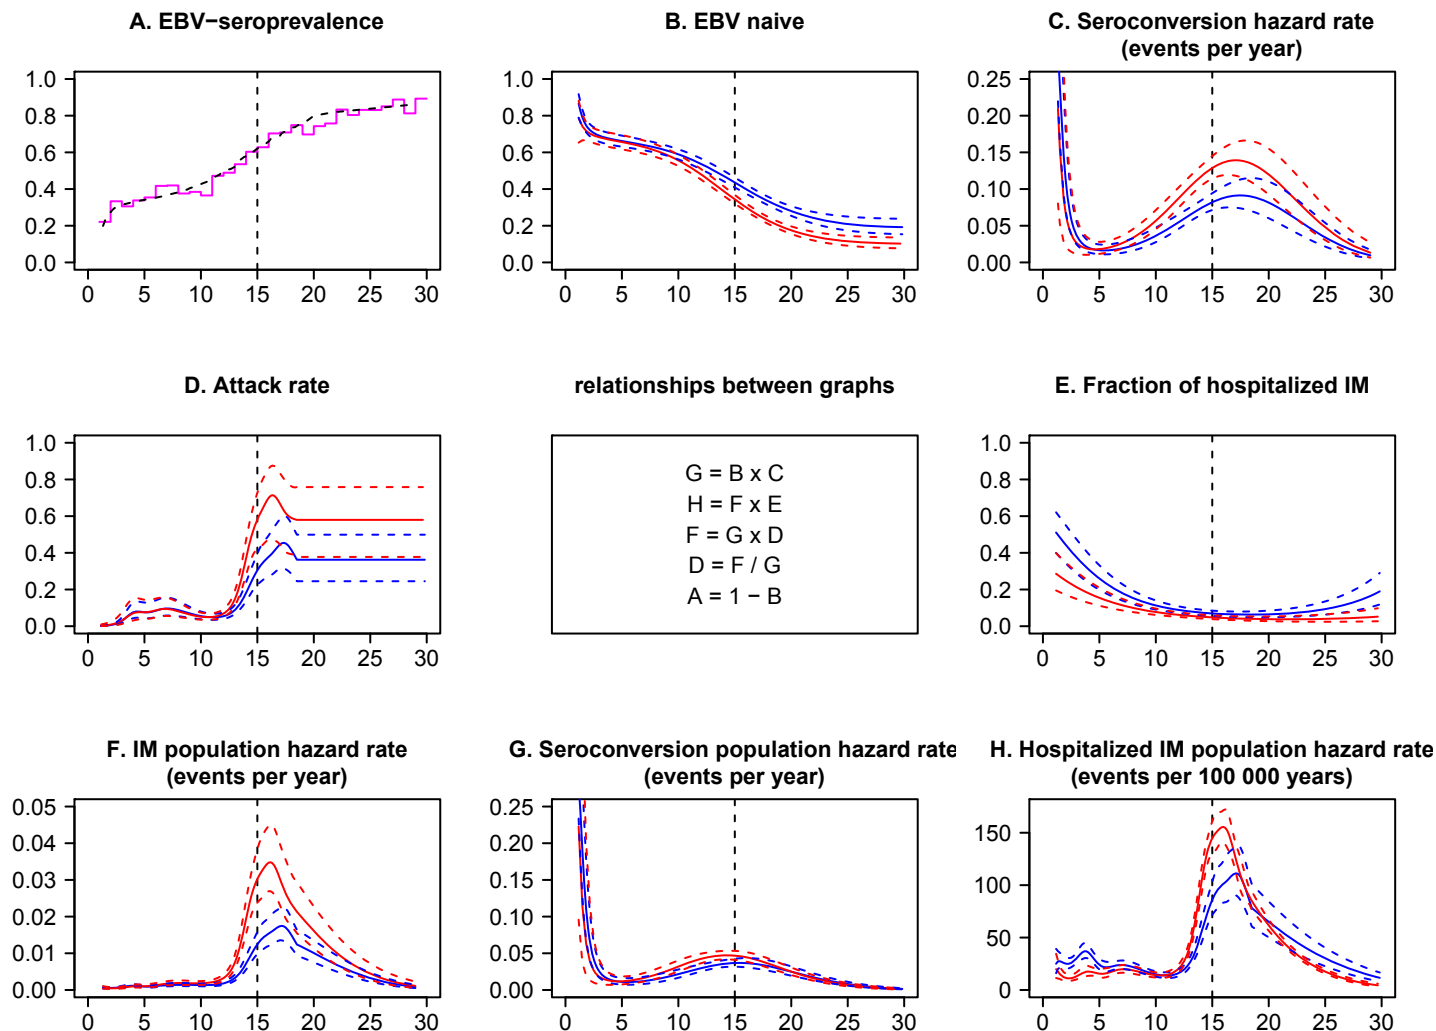 A. EBV−seroprevalence
1.0
0.8
0.6
0.4
0.2
0.0
0 5 10 15 20 25 30
B. EBV naive
1.0
0.8
0.6
0.4
0.2
0.0
0 5 10 15 20 25 30
C. Seroconversion hazard rate
(events per year)
0.25
0.20
0.15
0.10
0.05
0.00
0 5 10 15 20 25 30
D. Attack rate
1.0
0.8
0.6
0.4
0.2
0.0
0 5 10 15 20 25 30
relationships between graphs
G = B x C
H = F x E
F = G x D
D = F / G
A = 1 − B
E. Fraction of hospitalized IM
1.0
0.8
0.6
0.4
0.2
0.0
0 5 10 15 20 25 30
F. IM population hazard rate
(events per year)
0.05
0.04
0.03
0.02
0.01
0.00
0 5 10 15 20 25 30
G. Seroconversion population hazard rate
(events per year)
0.25
0.20
0.15
0.10
0.05
0.00
0 5 10 15 20 25 30
H. Hospitalized IM population hazard rate
(events per 100 000 years)
150
100
50
0
0 5 10 15 20 25 30